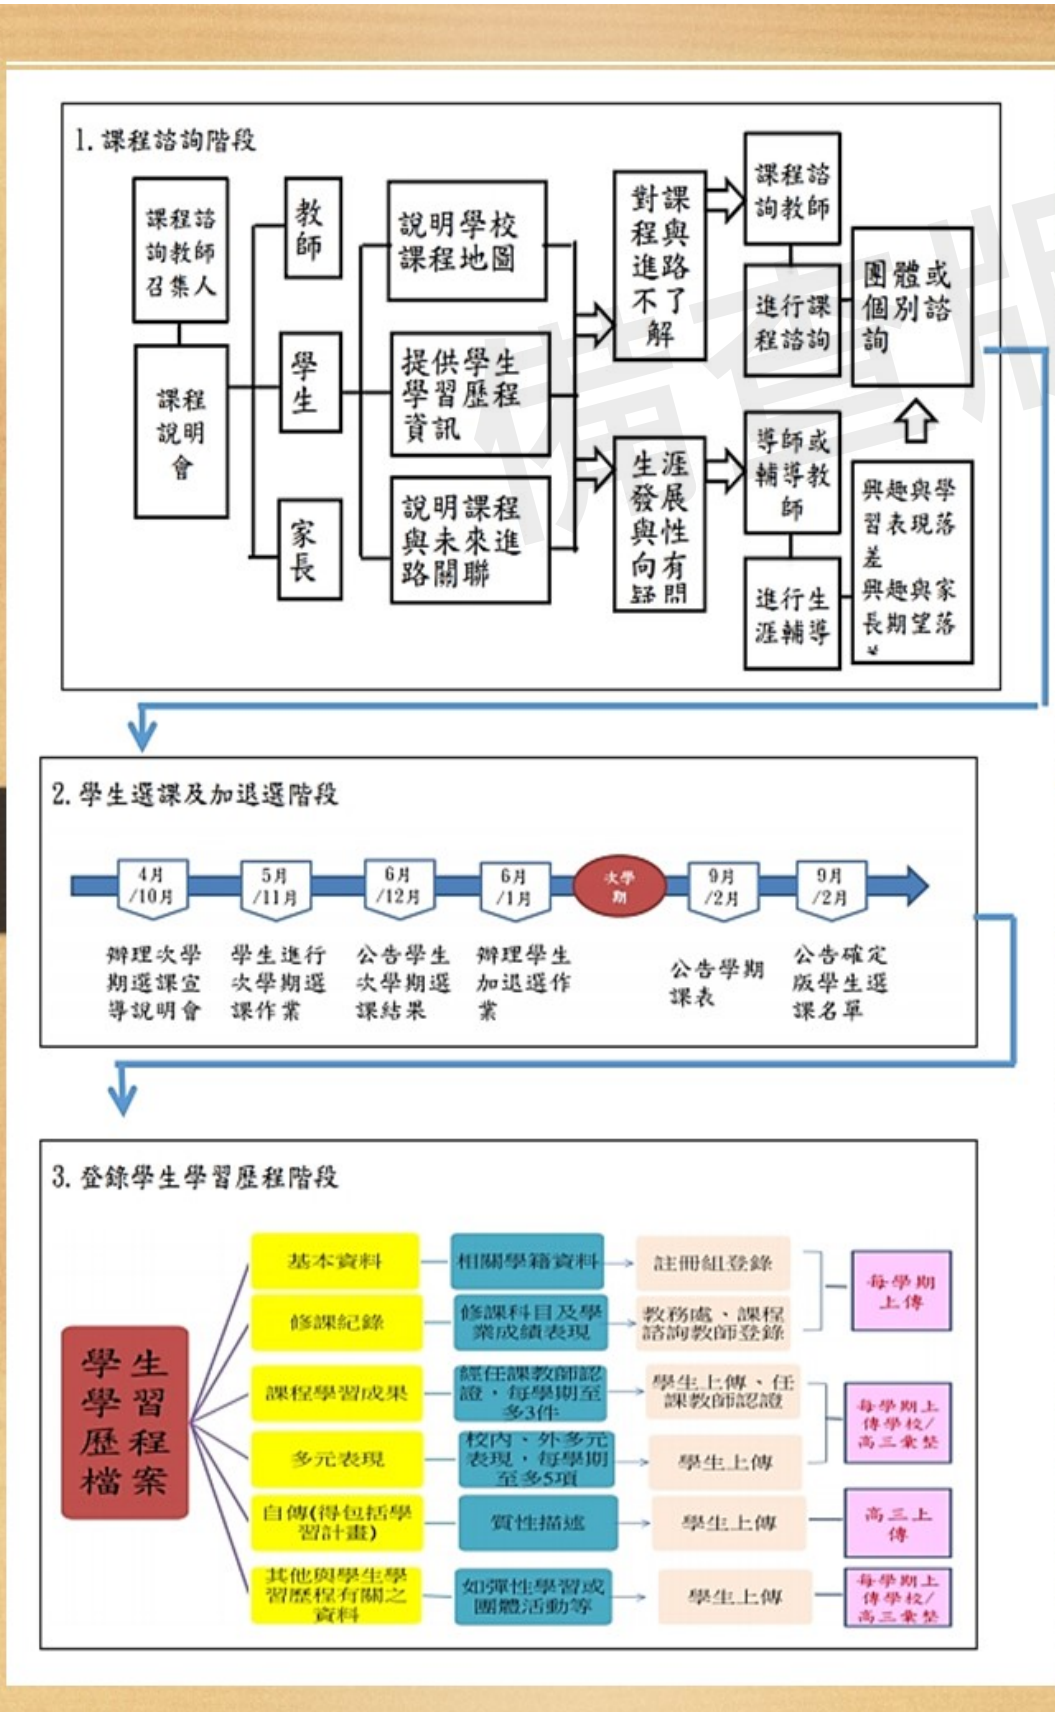 1.課程諮詢階段
課程諮
詢教師
召集人
課程
說明
會
教
師
學
生
家
長
說明學校
課程地圖
提供學生
學習歷程
資訊
說明課程
與未來進
路關聯
對課
程與
進路
不了
解
生涯
發展
與性
向有
疑問
課程諮
詢教師
進行課
程諮詢
團體或
個別諮
詢
導師或
輔導教
師
進行生
涯輔導
興趣與學
習表現落
差
興趣與家
長期望落
備查版
2.學生選課及加退選階段
4月
/10月
5月
/11月
6月
/12月
6月
/1月
次學
期
9月
/2月
9月
/2月
辦理次學
期選課宣
導說明會
學生進行
次學期選
課作業
公告學生
次學期選
課結果
辦理學生
加退選作
業
公告學期
課表
公告確定
版學生選
課名單
3.登錄學生學習歷程階段
學生
學習
歷程
檔案
基本資料
相關學籍資料
註冊組登錄
修課紀錄
修課科目及學
業成績表現
教務處、課程
諮詢教師登錄
每學期
上傳
課程學習成果
經任課教師認
證，每學期至
多3件
學生上傳、任
課教師認證
多元表現
校內、外多元
表現，每學期
至多5項
學生上傳
每學期上
傳學校/
高三彙整
自傳(得包括學
習計畫)
質性描述
學生上傳
高三上
傳
其他與學生學
習歷程有關之
資料
如彈性學習或
團體活動等
學生上傳
每學期上
傳學校/
高三彙整